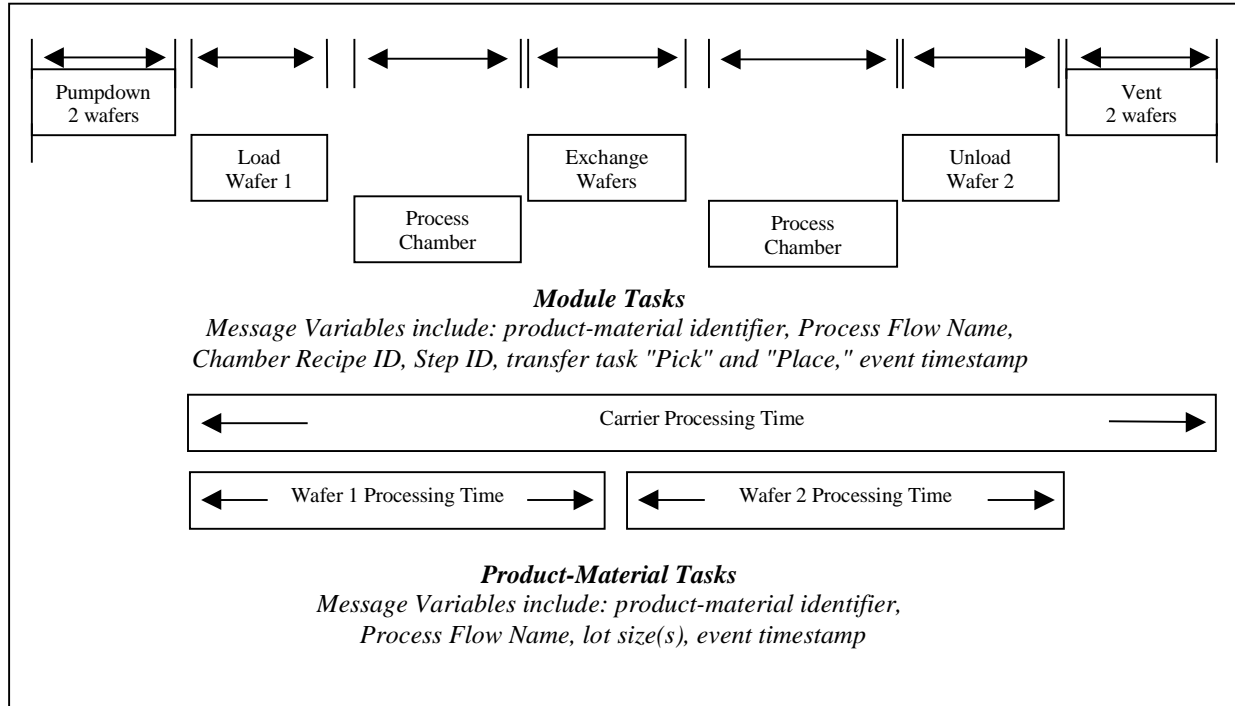 Pumpdown
2 wafers
Vent
2 wafers
Load
Wafer 1
Exchange
Wafers
Unload
Wafer 2
Process
Chamber
Process
Chamber
Module Tasks
Message Variables include: product-material identifier, Process Flow Name,
Chamber Recipe ID, Step ID, transfer task "Pick" and "Place," event timestamp
Carrier Processing Time
Wafer 1 Processing Time
Wafer 2 Processing Time
Product-Material Tasks
Message Variables include: product-material identifier,
Process Flow Name, lot size(s), event timestamp